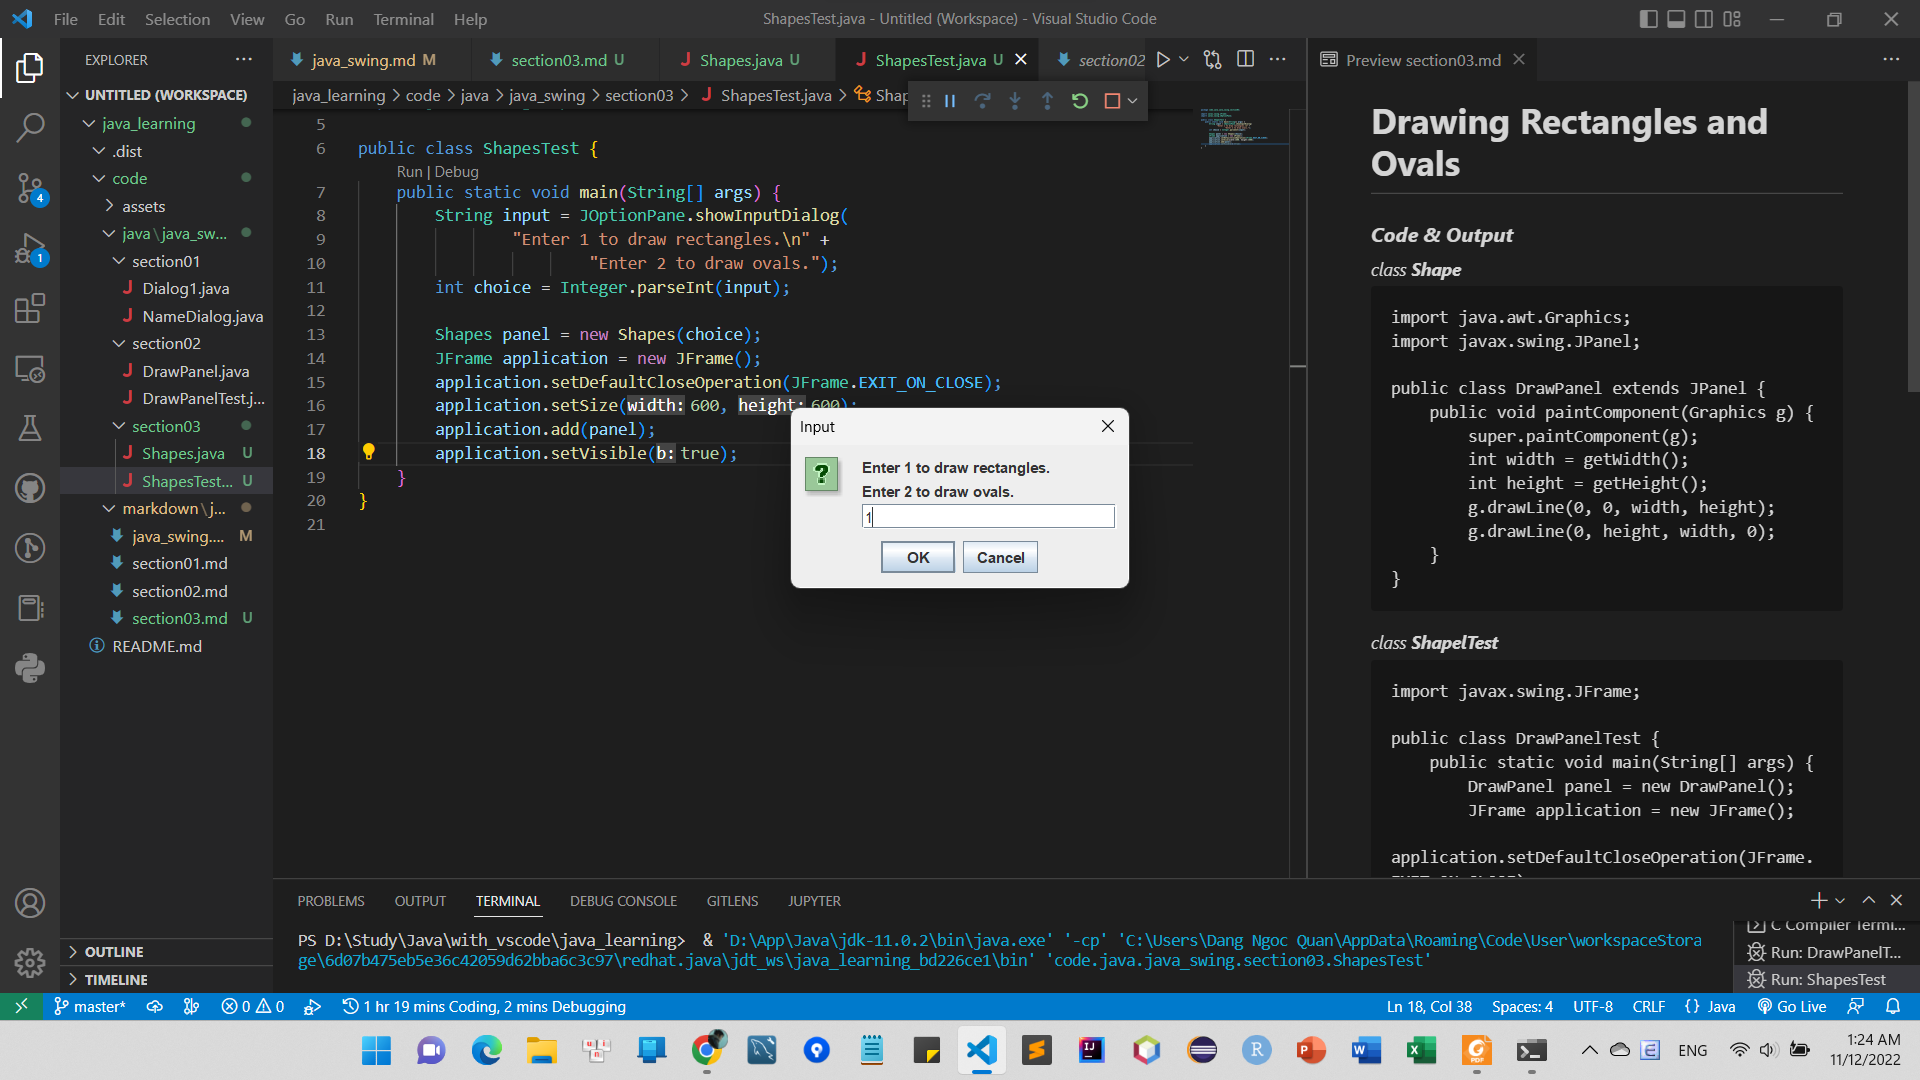 File Edit Selection View Go Run Terminal Help
ShapesTest.java - Untitled (Workspace) - Visual Studio Code
EXPLORER
UNTITLED (WORKSPACE)
java_learning
.dist
code
assets
java\java_sw...
section01
Dialog1.java
NameDialog.java
section02
DrawPanel.java
DrawPanelTest.j...
section03
Shapes.java U
ShapesTest... U
markdown\j...
java_swing.... M
section01.md
section02.md
section03.md U
README.md
OUTLINE
TIMELINE
4
1
java_swing.md M section03.md U Shapes.java U ShapesTest.java U section02
java_learning > code > java > java_swing > section03 > ShapesTest.java > Shap
5
6 public class ShapesTest {
Run | Debug
7 public static void main(String[] args) {
8 String input = JOptionPane.showInputDialog(
9 "Enter 1 to draw rectangles.\n" +
10 "Enter 2 to draw ovals.");
11 int choice = Integer.parseInt(input);
12
13 Shapes panel = new Shapes(choice);
14 JFrame application = new JFrame();
15 application.setDefaultCloseOperation(JFrame.EXIT_ON_CLOSE);
16 application.setSize(width: 600, height: 600);
17 application.add(panel);
18 application.setVisible(b: true);
19 }
20 }
21
Input
?
Enter 1 to draw rectangles.
Enter 2 to draw ovals.
1
OK Cancel
Preview section03.md
Drawing Rectangles and
Ovals
Code & Output
class Shape
import java.awt.Graphics;
import javax.swing.JPanel;
public class DrawPanel extends JPanel {
public void paintComponent(Graphics g) {
super.paintComponent(g);
int width = getWidth();
int height = getHeight();
g.drawLine(0, 0, width, height);
g.drawLine(0, height, width, 0);
}
}
class ShapelTest
import javax.swing.JFrame;
public class DrawPanelTest {
public static void main(String[] args) {
DrawPanel panel = new DrawPanel();
JFrame application = new JFrame();
application.setDefaultCloseOperation(JFrame.
PROBLEMS OUTPUT TERMINAL DEBUG CONSOLE GITLENS JUPYTER
PS D:\Study\Java\with_vscode\java_learning> & 'D:\App\Java\jdk-11.0.2\bin\java.exe' '-cp' 'C:\Users\Dang Ngoc Quan\AppData\Roaming\Code\User\workspaceStora
ge\6d07b475eb5e36c42059d62bba6c3c97\redhat.java\jdt_ws\java_learning_bd226ce1\bin' 'code.java.java_swing.section03.ShapesTest'
C Compiler Termi...
Run: DrawPanelT...
Run: ShapesTest
master* 0 0 1 hr 19 mins Coding, 2 mins Debugging
Ln 18, Col 38 Spaces: 4 UTF-8 CRLF {} Java Go Live
ENG
1:24 AM
11/12/2022